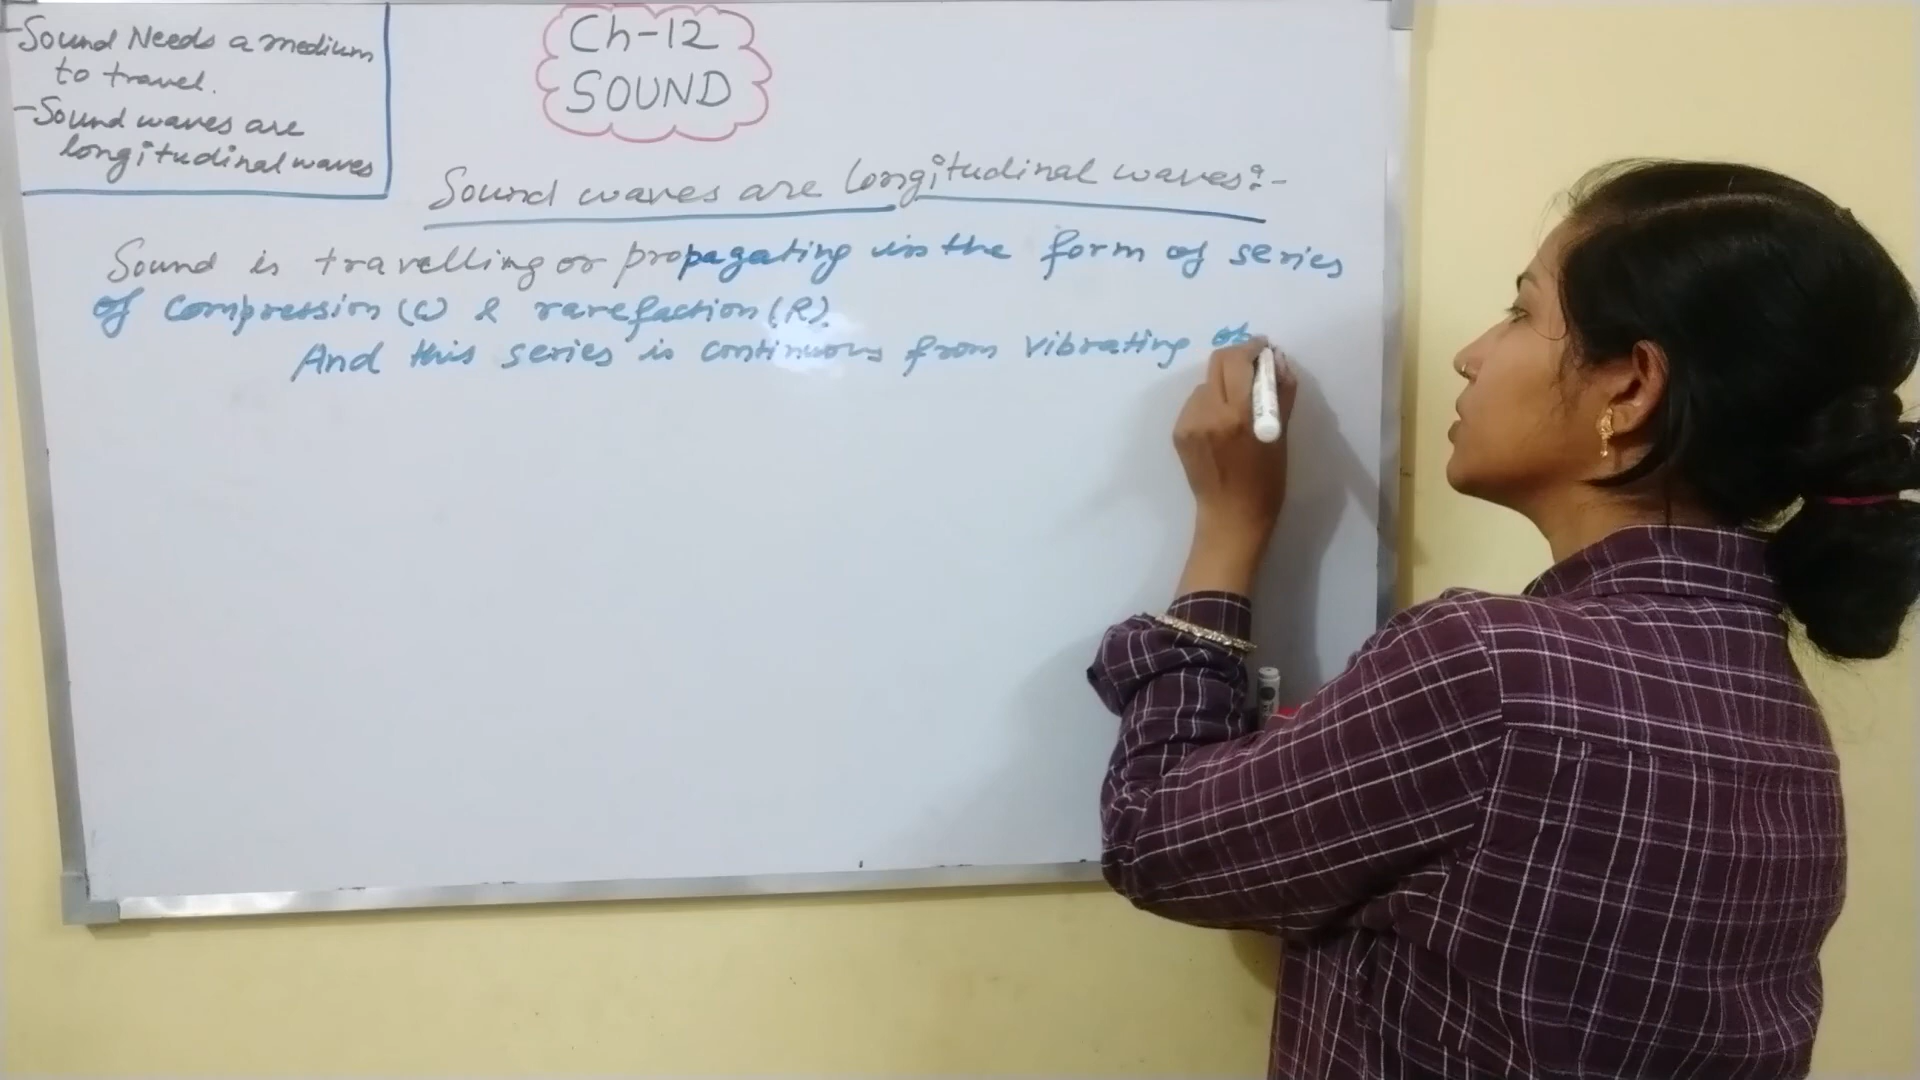 -Sound Needs a medium
to travel.
-Sound waves are
longitudinal waves
Ch-12
SOUND
Sound waves are longitudinal waves:-
Sound is travelling or propagating in the form of series
of compression (C) & rarefaction (R).
And this series is continuous from vibrating ob